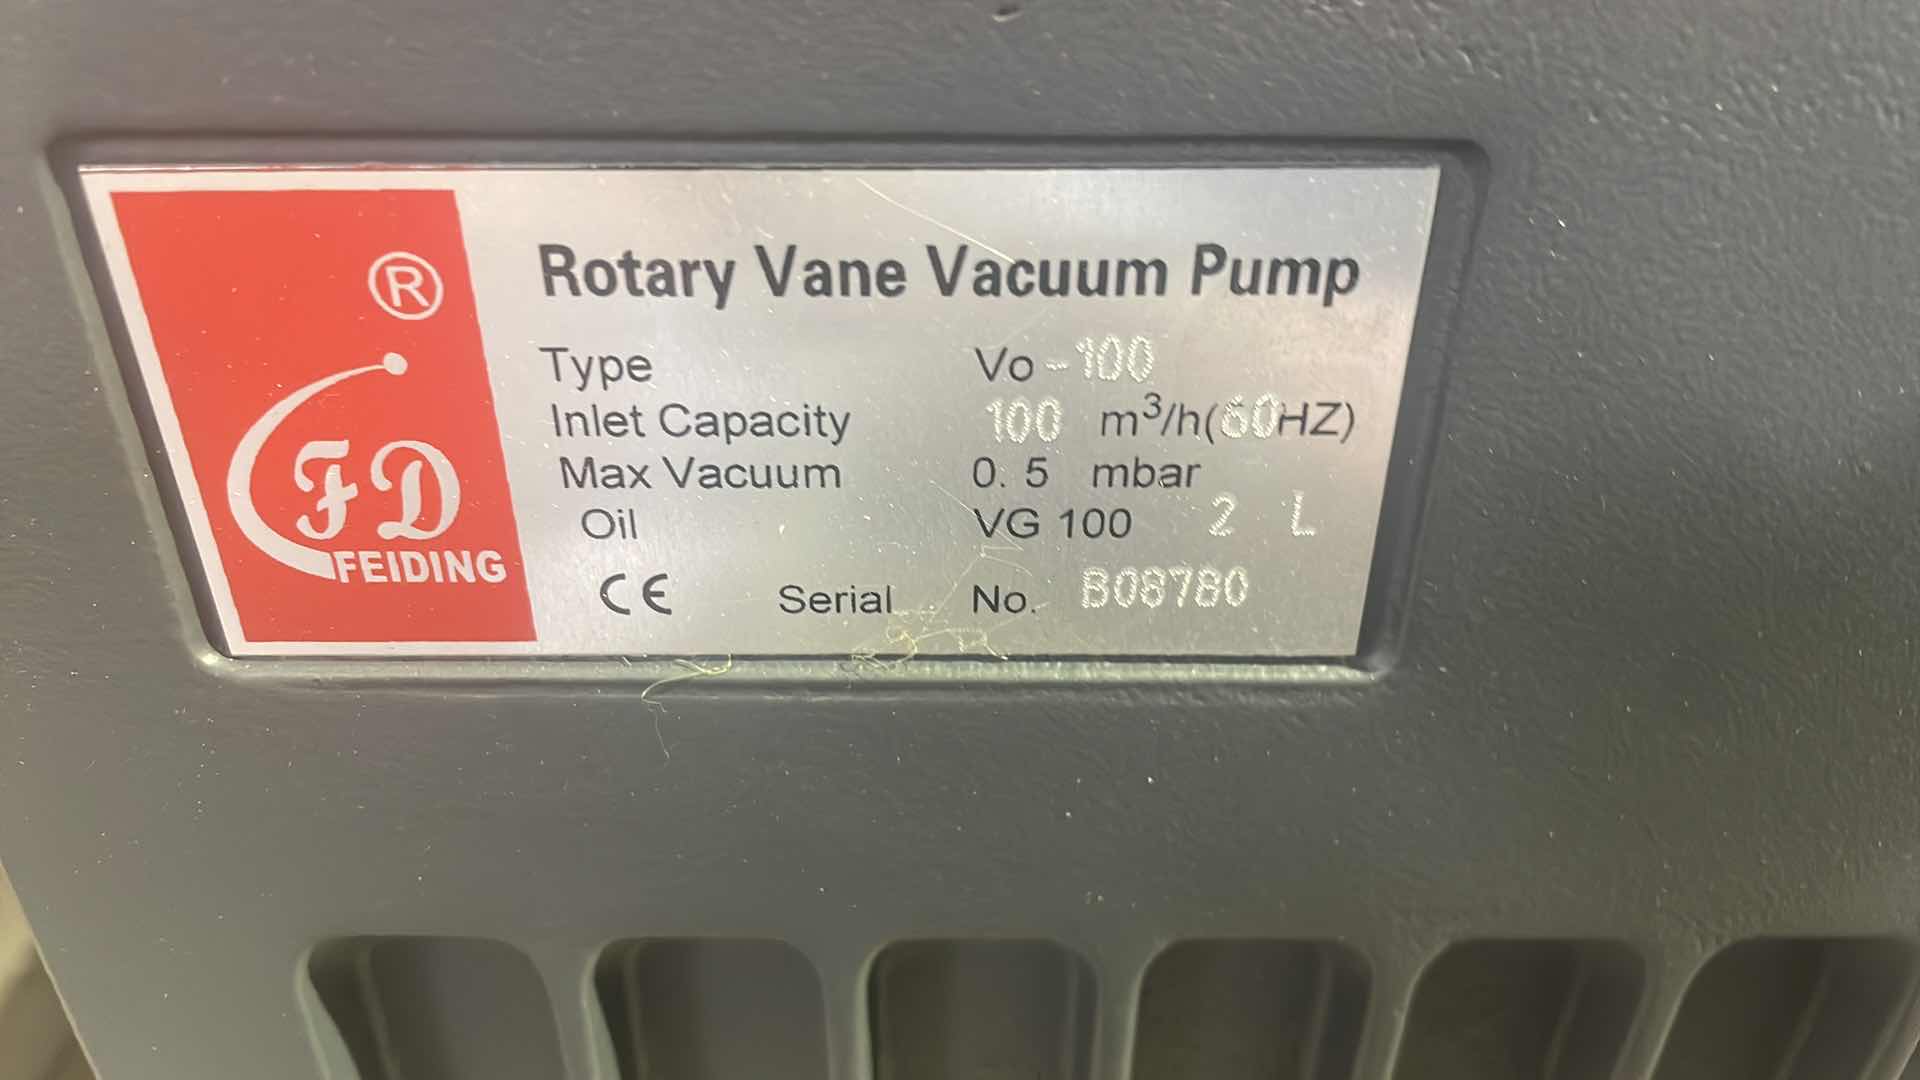 ®
FD
FEIDING
Rotary Vane Vacuum Pump
Type Vo-100
Inlet Capacity 100 m³/h(60HZ)
Max Vacuum 0. 5 mbar
Oil VG 100 2 L
CE Serial No. B08780